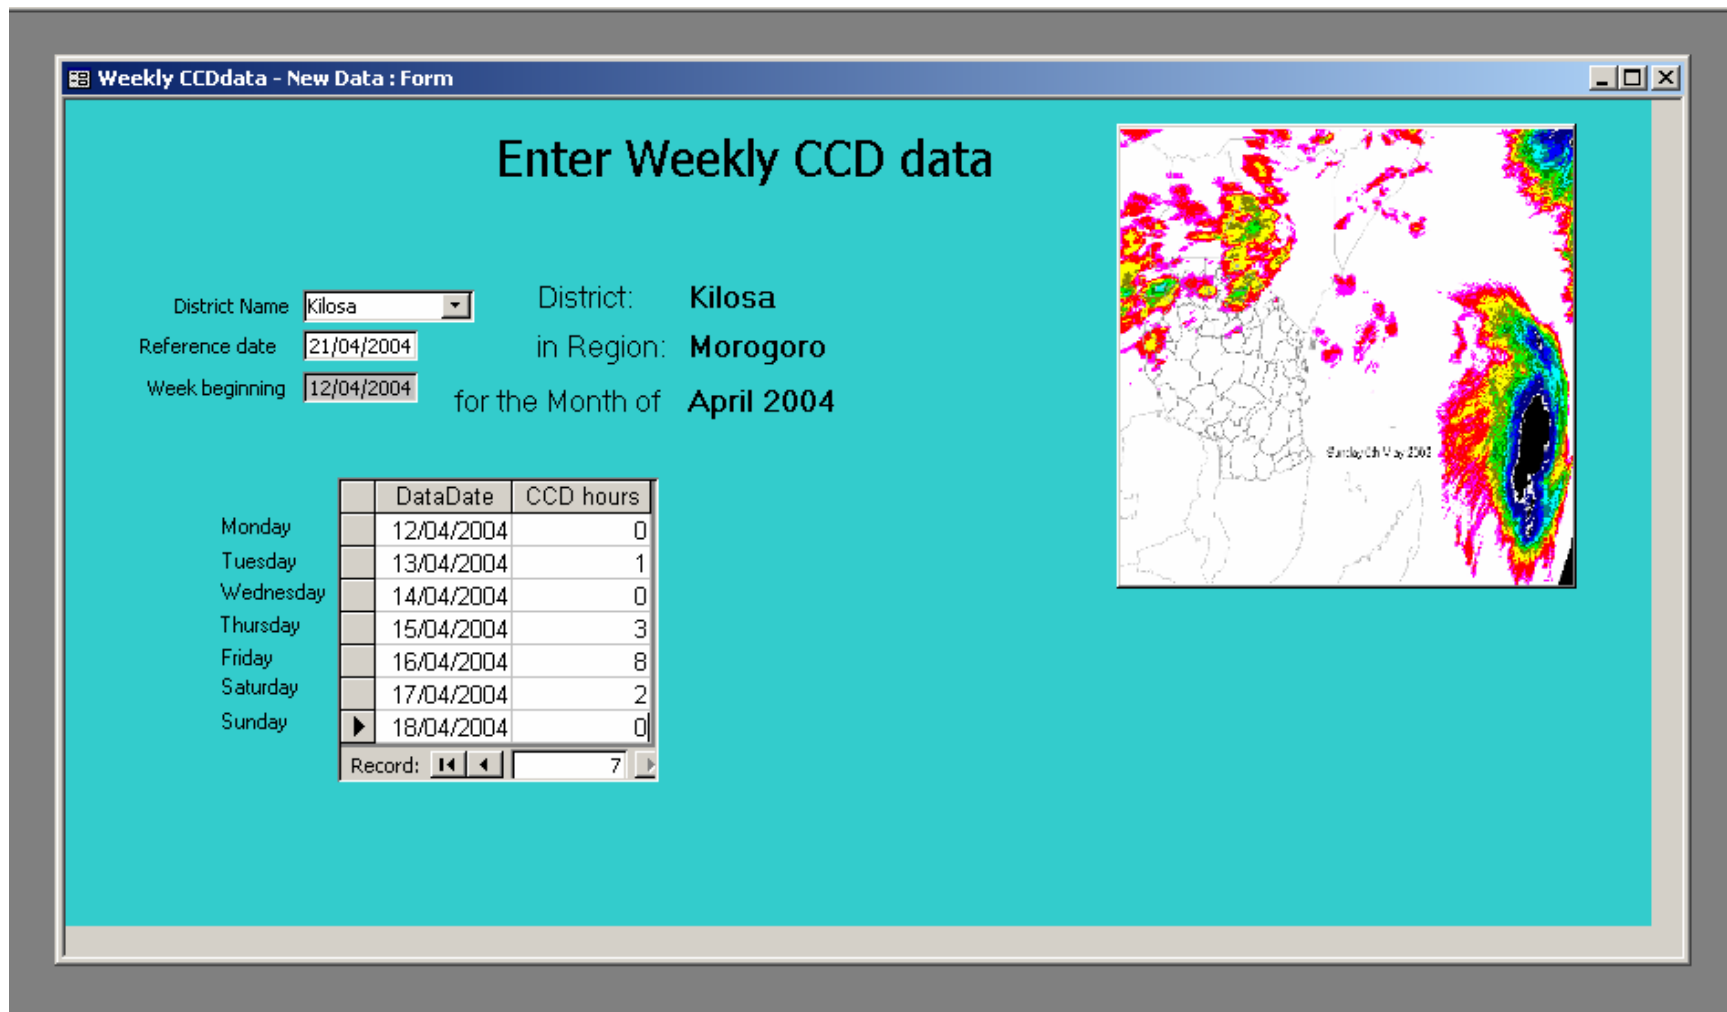 Weekly CCDdata - New Data : Form
Enter Weekly CCD data
District Name Kilosa
Reference date 21/04/2004
Week beginning 12/04/2004
District: Kilosa
in Region: Morogoro
for the Month of April 2004
DataDate CCD hours
Monday 12/04/2004 0
Tuesday 13/04/2004 1
Wednesday 14/04/2004 0
Thursday 15/04/2004 3
Friday 16/04/2004 8
Saturday 17/04/2004 2
Sunday 18/04/2004 0
Record: 7
Sunday May